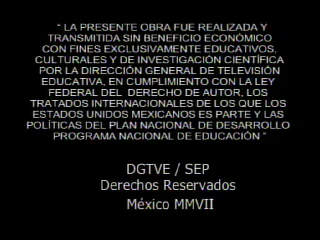 “ LA PRESENTE OBRA FUE REALIZADA Y
TRANSMITIDA SIN BENEFICIO ECONÓMICO
CON FINES EXCLUSIVAMENTE EDUCATIVOS,
CULTURALES Y DE INVESTIGACIÓN CIENTÍFICA
POR LA DIRECCIÓN GENERAL DE TELEVISIÓN
EDUCATIVA, EN CUMPLIMIENTO CON LA LEY
FEDERAL DEL DERECHO DE AUTOR, LOS
TRATADOS INTERNACIONALES DE LOS QUE LOS
ESTADOS UNIDOS MEXICANOS ES PARTE Y LAS
POLÍTICAS DEL PLAN NACIONAL DE DESARROLLO
PROGRAMA NACIONAL DE EDUCACIÓN ”
DGTVE / SEP
Derechos Reservados
México MMVII